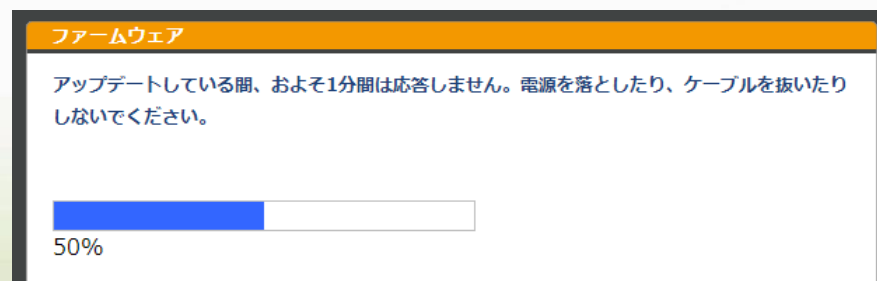 ファームウェア
アップデートしている間、およそ1分間は応答しません。電源を落としたり、ケーブルを抜いたり
しないでください。
50%